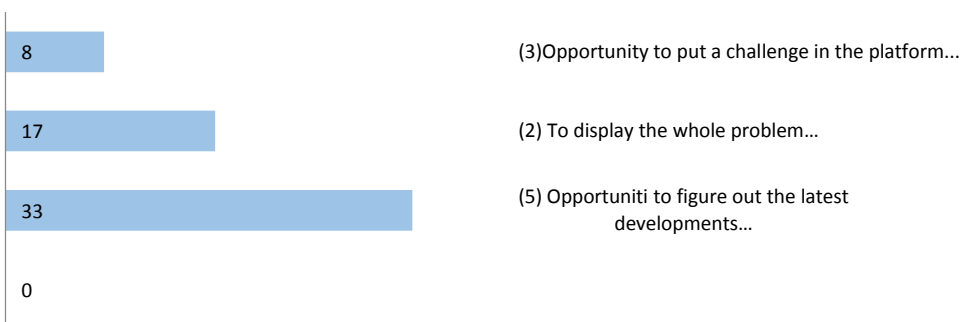 8 (3)Opportunity to put a challenge in the platform...
17 (2) To display the whole problem...
33 (5) Opportuniti to figure out the latest
developments...
0